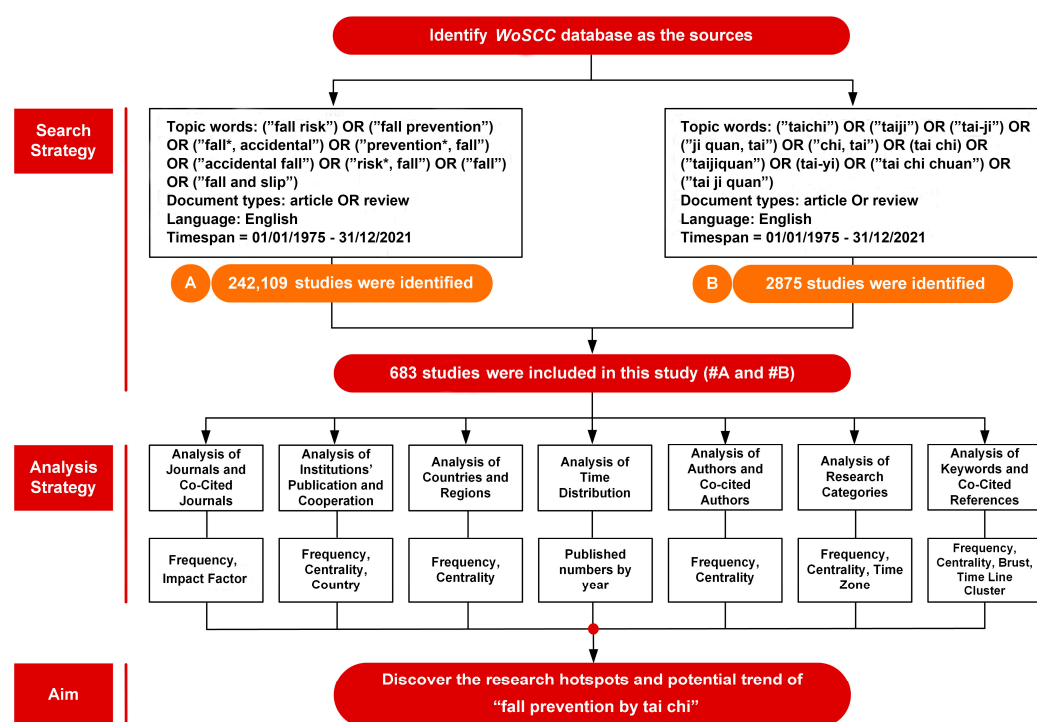 Identify WoSCC database as the sources
Search
Strategy
Topic words: (”fall risk”) OR (”fall prevention”)
OR (”fall*, accidental”) OR (”prevention*, fall”)
OR (”accidental fall”) OR (”risk*, fall”) OR (”fall”)
OR (”fall and slip”)
Document types: article OR review
Language: English
Timespan = 01/01/1975 - 31/12/2021
Topic words: (”taichi”) OR (”taiji”) OR (”tai-ji”) OR
(”ji quan, tai”) OR (”chi, tai”) OR (tai chi) OR
(”taijiquan”) OR (tai-yi) OR (”tai chi chuan”) OR
(”tai ji quan”)
Document types: article Or review
Language: English
Timespan = 01/01/1975 - 31/12/2021
A
242,109 studies were identified
B
2875 studies were identified
683 studies were included in this study (#A and #B)
Analysis
Strategy
Analysis of
Journals and
Co-Cited
Journals
Analysis of
Institutions’
Publication and
Cooperation
Analysis of
Countries and
Regions
Analysis of
Time
Distribution
Analysis of
Authors and
Co-cited
Authors
Analysis of
Research
Categories
Analysis of
Keywords and
Co-Cited
References
Frequency,
Impact Factor
Frequency,
Centrality,
Country
Frequency,
Centrality
Published
numbers by
year
Frequency,
Centrality
Frequency,
Centrality, Time
Zone
Frequency,
Centrality, Brust,
Time Line
Cluster
Aim
Discover the research hotspots and potential trend of
“fall prevention by tai chi”